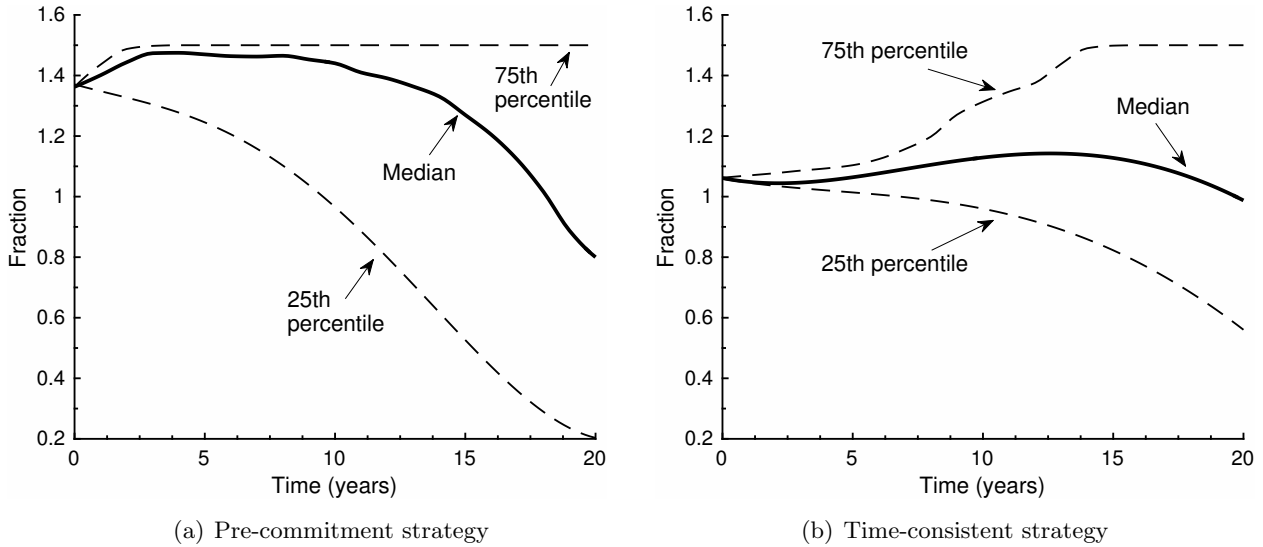 1.6
1.4
1.2
1
0.8
0.6
0.4
0.2
Fraction
0
5
10
15
20
Time (years)
75th
percentile
Median
25th
percentile
(a) Pre-commitment strategy
1.6
1.4
1.2
1
0.8
0.6
0.4
0.2
Fraction
0
5
10
15
20
Time (years)
75th percentile
Median
25th percentile
(b) Time-consistent strategy